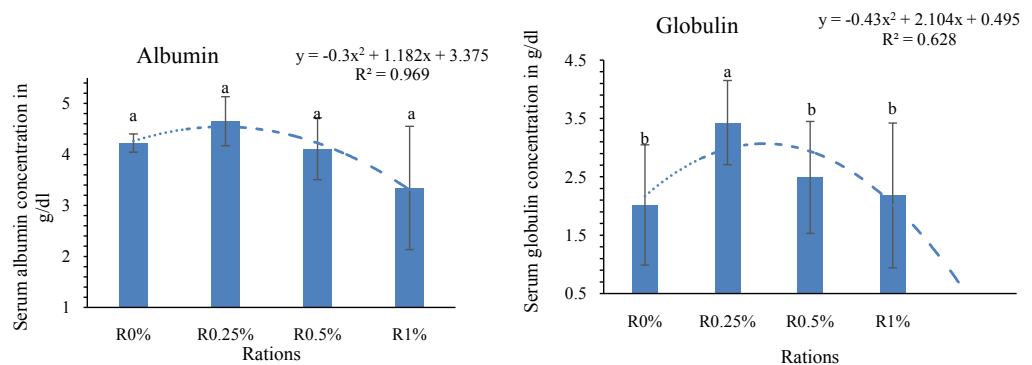 Albumin
y = -0.3x² + 1.182x + 3.375
R² = 0.969
Serum albumin concentration in
g/dl
5
4
3
2
1
a
a
a
a
R0%
R0.25%
R0.5%
R1%
Rations
Globulin
y = -0.43x² + 2.104x + 0.495
R² = 0.628
Serum globulin concentration in g/dl
4.5
3.5
2.5
1.5
0.5
b
a
b
b
R0%
R0.25%
R0.5%
R1%
Rations